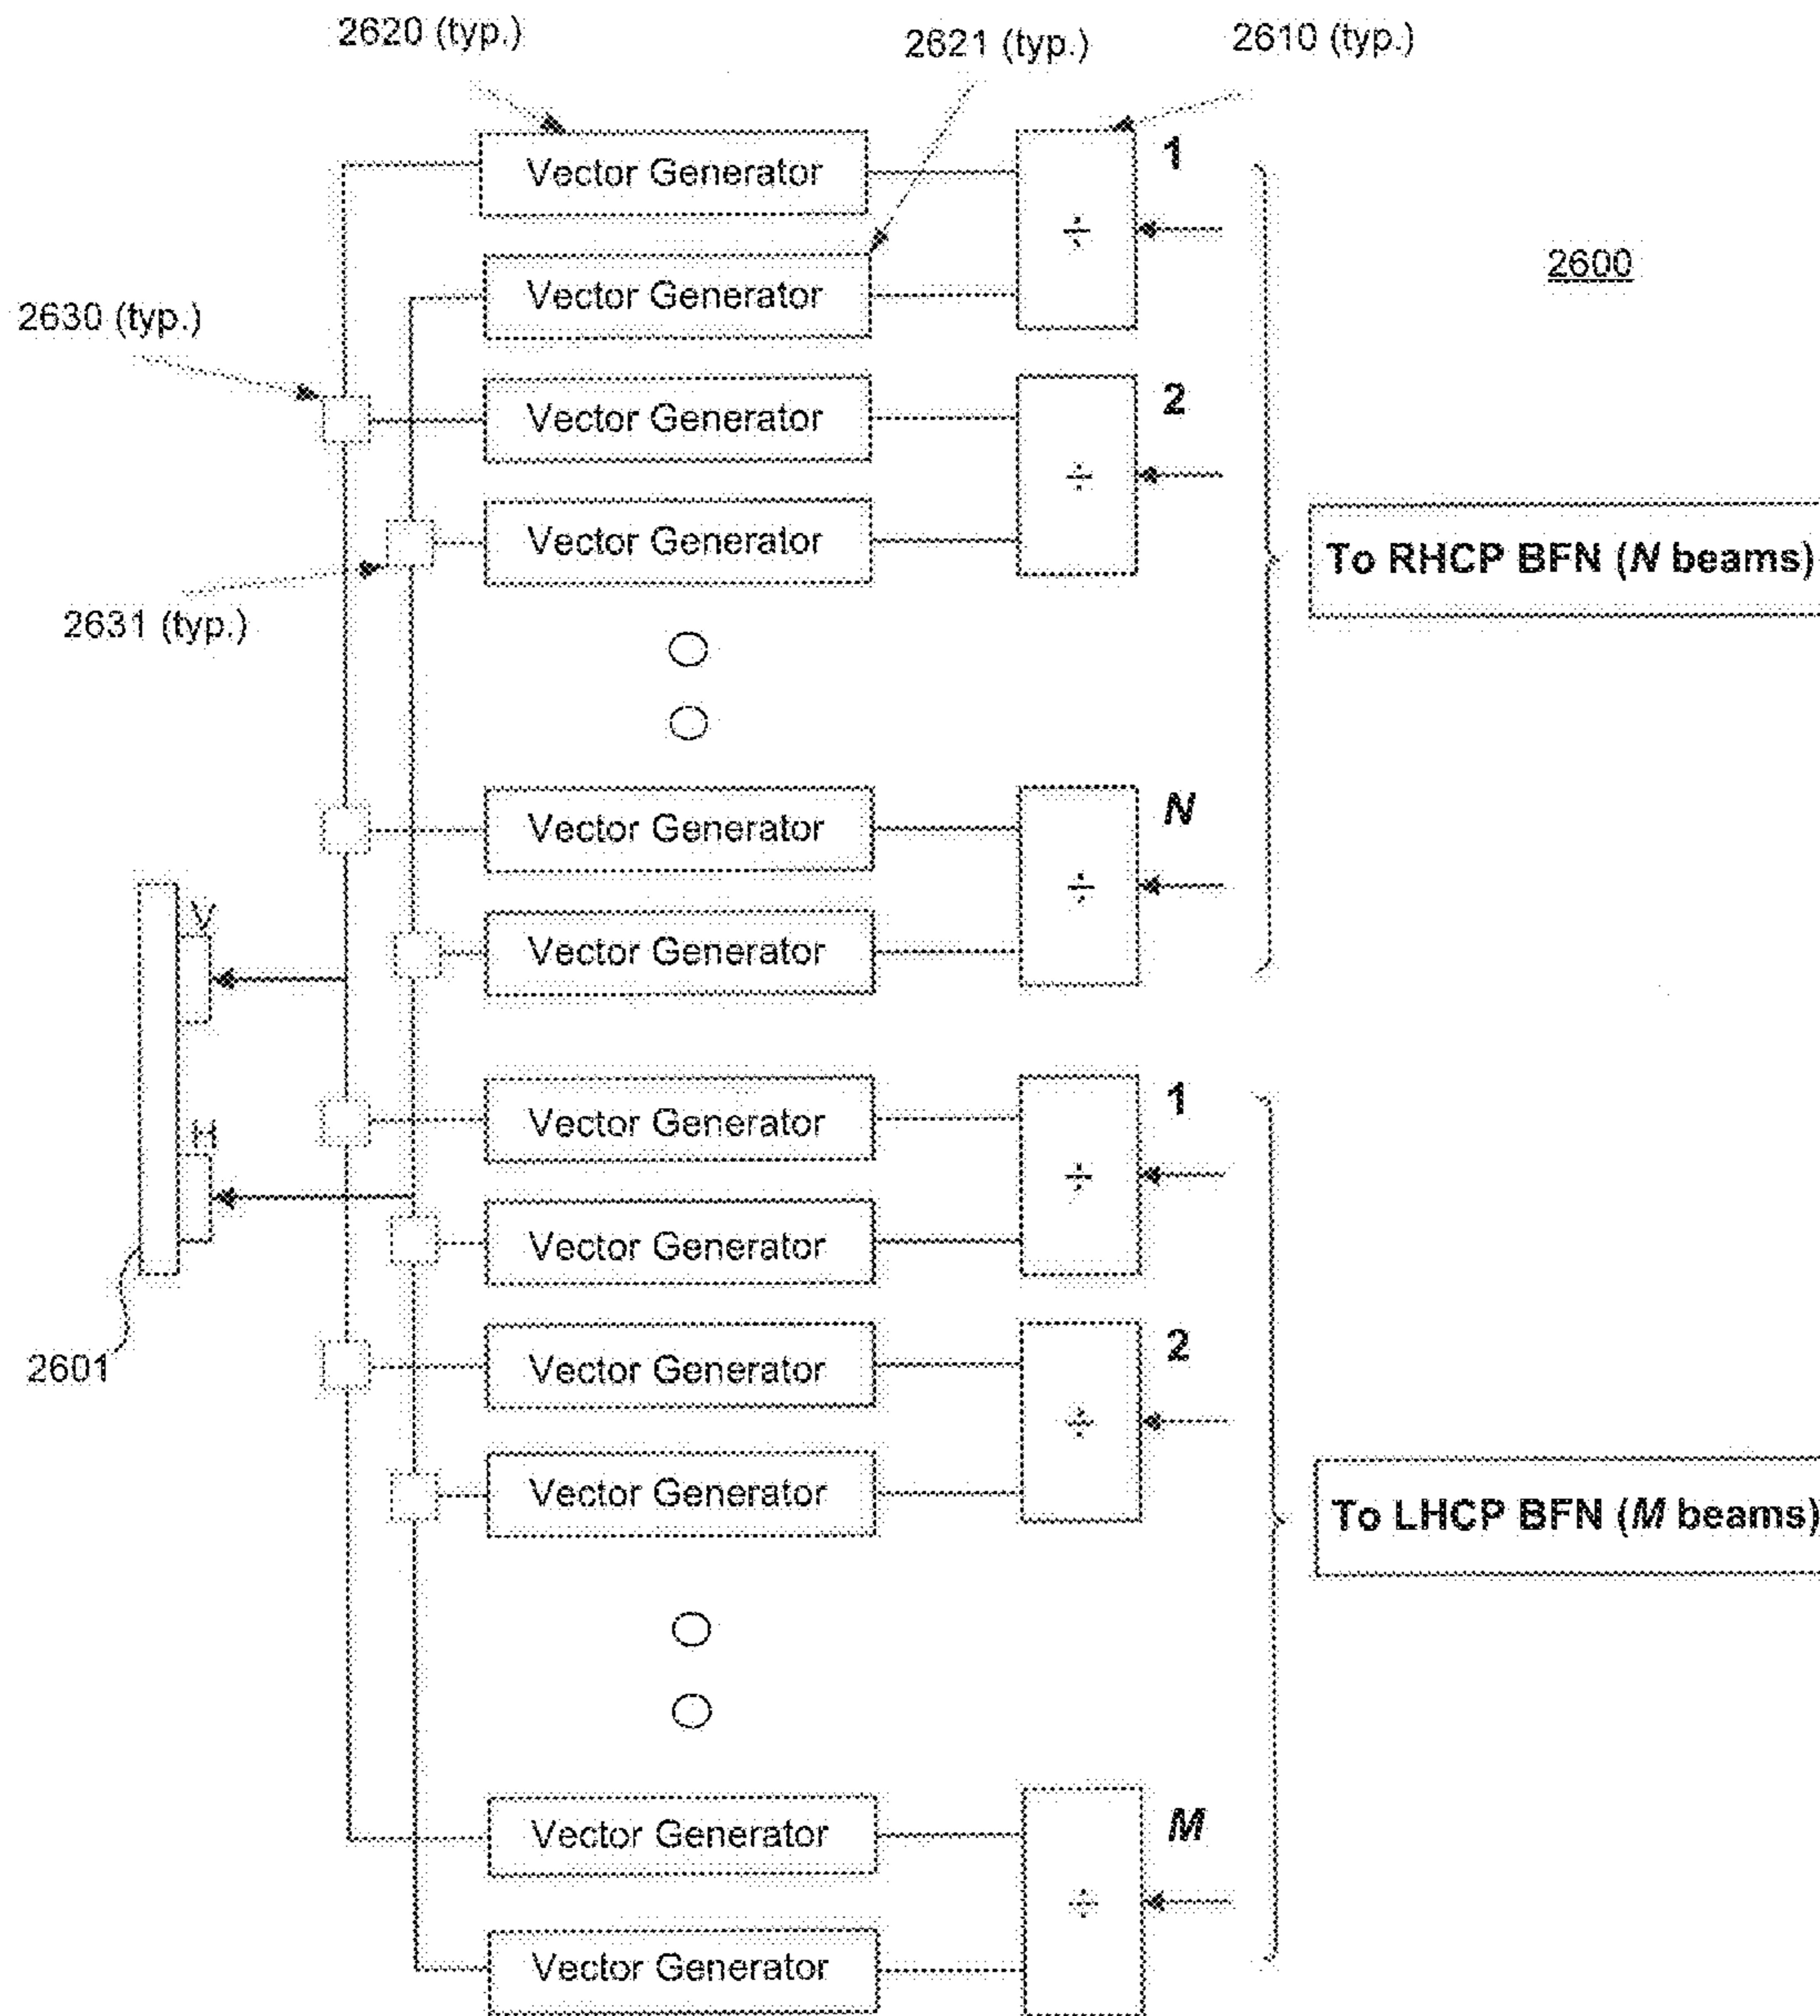 2620 (typ.)
2621 (typ.)
2610 (typ.)
Vector Generator
1
÷
2600
Vector Generator
2630 (typ.)
Vector Generator
2
÷
Vector Generator
To RHCP BFN (N beams)
2631 (typ.)
Vector Generator
N
÷
V
Vector Generator
Vector Generator
1
÷
H
Vector Generator
Vector Generator
2
÷
2601
Vector Generator
To LHCP BFN (M beams)
Vector Generator
M
÷
Vector Generator